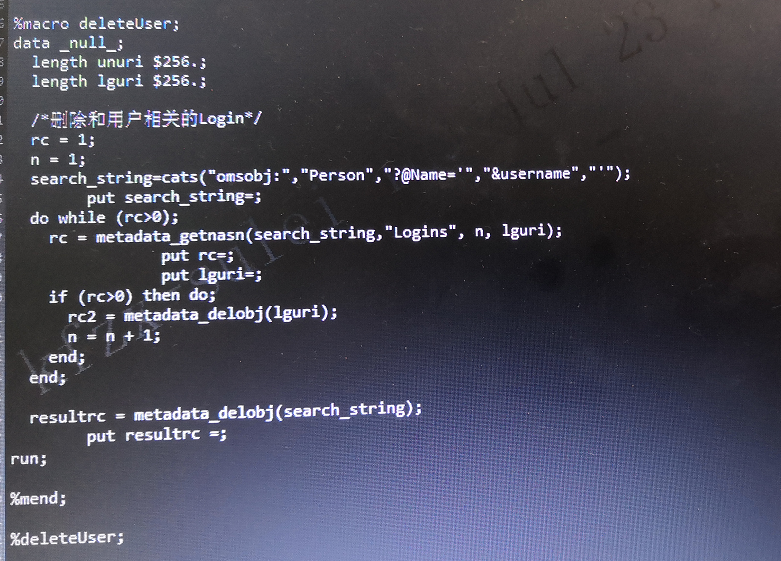 %macro deleteUser;
data _null_;
length unuri $256.;
length lguri $256.;
/*删除和用户相关的Login*/
rc = 1;
n = 1;
search_string=cats("omsobj:","Person","?@Name='","&username","'");
put search_string=;
do while (rc>0);
rc = metadata_getnasn(search_string,"Logins", n, lguri);
put rc=;
put lguri=;
if (rc>0) then do;
rc2 = metadata_delobj(lguri);
n = n + 1;
end;
end;
resultrc = metadata_delobj(search_string);
put resultrc =;
run;
%mend;
%deleteUser;